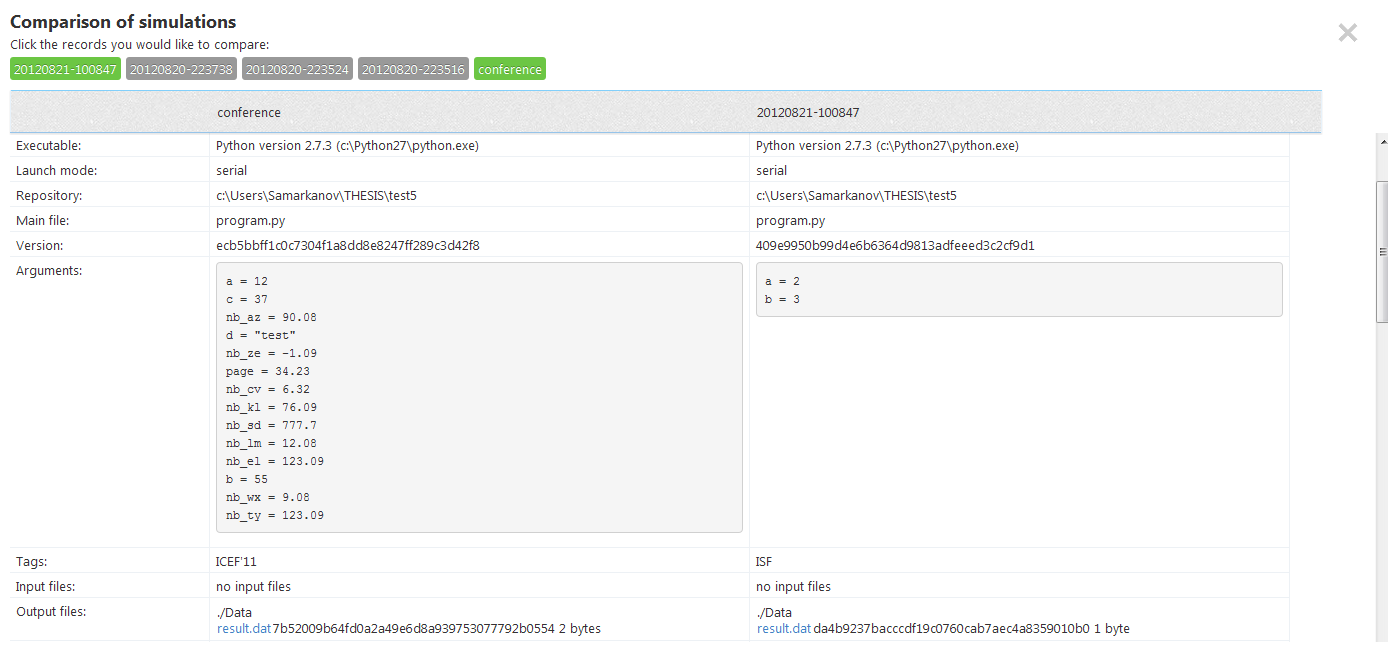 Comparison of simulations
Click the records you would like to compare:
20120821-100847 20120820-223738 20120820-223524 20120820-223516 conference
conference 20120821-100847
Executable: Python version 2.7.3 (c:\Python27\python.exe) Python version 2.7.3 (c:\Python27\python.exe)
Launch mode: serial serial
Repository: c:\Users\Samarkanov\THESIS\test5 c:\Users\Samarkanov\THESIS\test5
Main file: program.py program.py
Version: ecb5bbff1c0c7304f1a8dd8e8247ff289c3d42f8 409e9950b99d4e6b6364d9813adfeeed3c2cf9d1
Arguments:
a = 12
c = 37
nb_az = 90.08
d = "test"
nb_ze = -1.09
page = 34.23
nb_cv = 6.32
nb_kl = 76.09
nb_sd = 777.7
nb_lm = 12.08
nb_el = 123.09
b = 55
nb_wx = 9.08
nb_ty = 123.09
a = 2
b = 3
Tags: ICEF'11 ISF
Input files: no input files no input files
Output files: ./Data ./Data
result.dat 7b52009b64fd0a2a49e6d8a939753077792b0554 2 bytes result.dat da4b9237bacccdf19c0760cab7aec4a8359010b0 1 byte